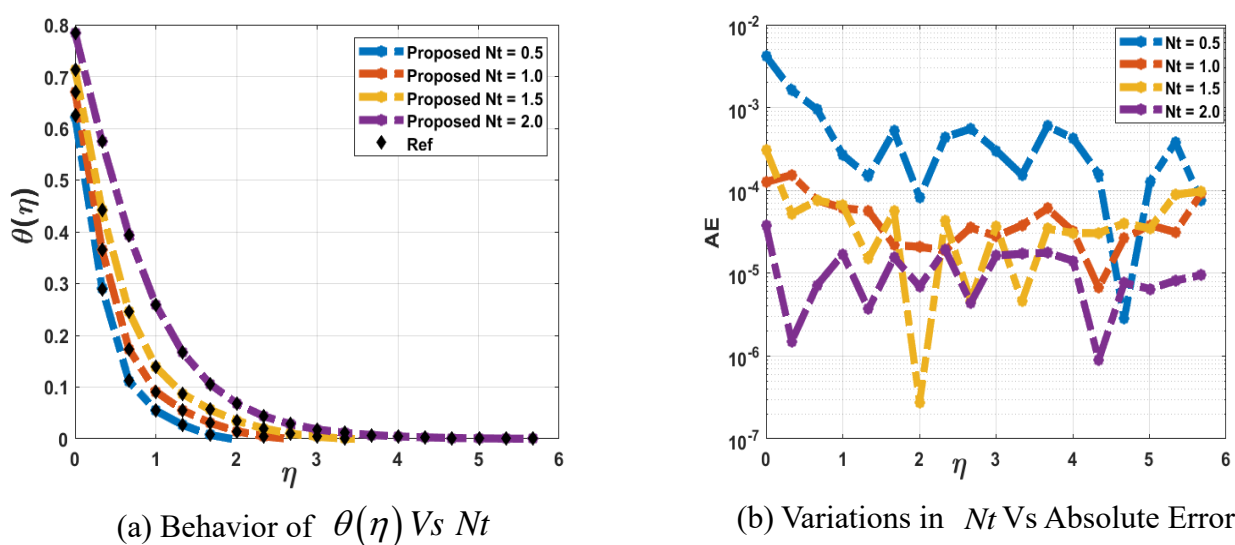 0.8
0.7
0.6
0.5
0.4
0.3
0.2
0.1
0
θ(η)
0 1 2 3 4 5 6
η
Proposed Nt = 0.5
Proposed Nt = 1.0
Proposed Nt = 1.5
Proposed Nt = 2.0
Ref
(a) Behavior of θ(η) Vs Nt
10-2
10-3
10-4
10-5
10-6
10-7
AE
0 1 2 3 4 5 6
η
Nt = 0.5
Nt = 1.0
Nt = 1.5
Nt = 2.0
(b) Variations in Nt Vs Absolute Error